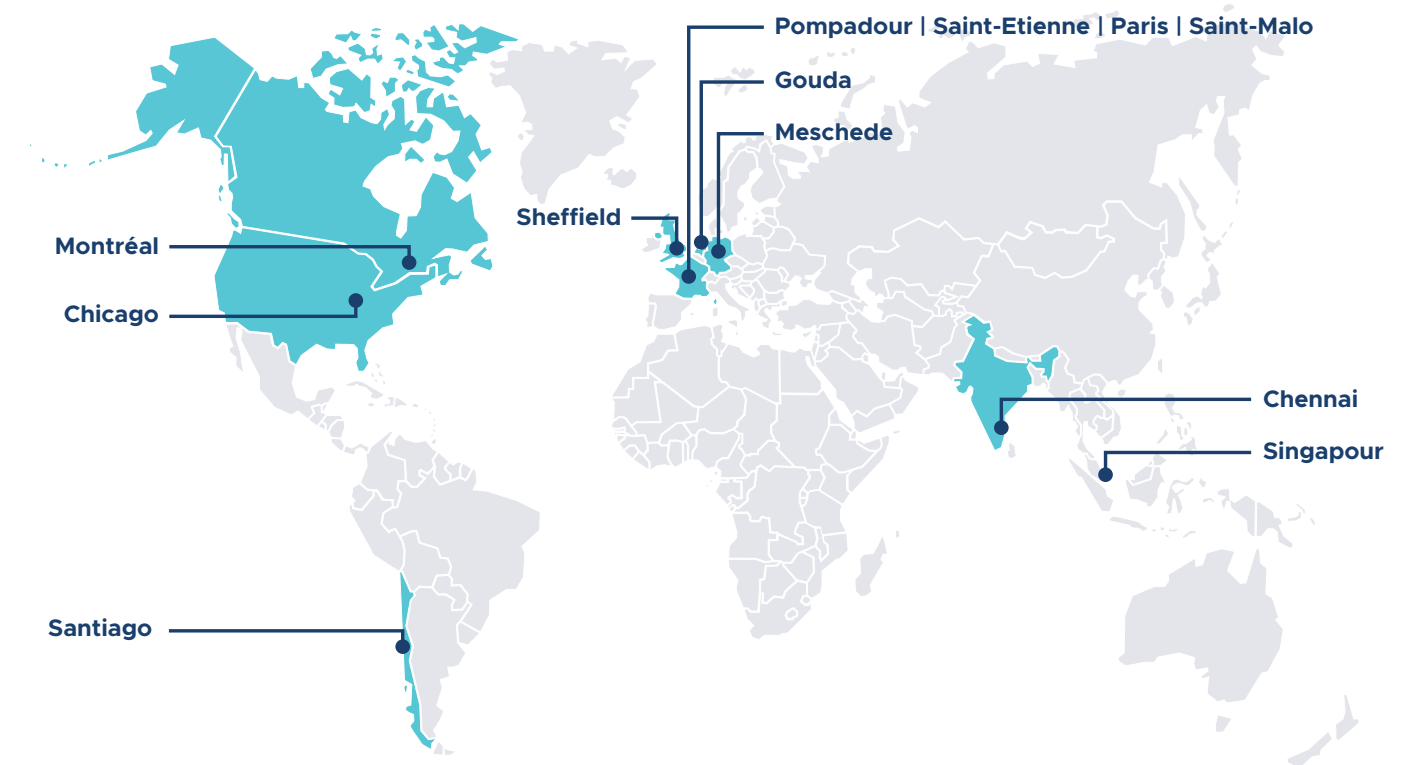 Pompadour | Saint-Etienne | Paris | Saint-Malo
Gouda
Meschede
Sheffield
Montréal
Chicago
Chennai
Singapour
Santiago